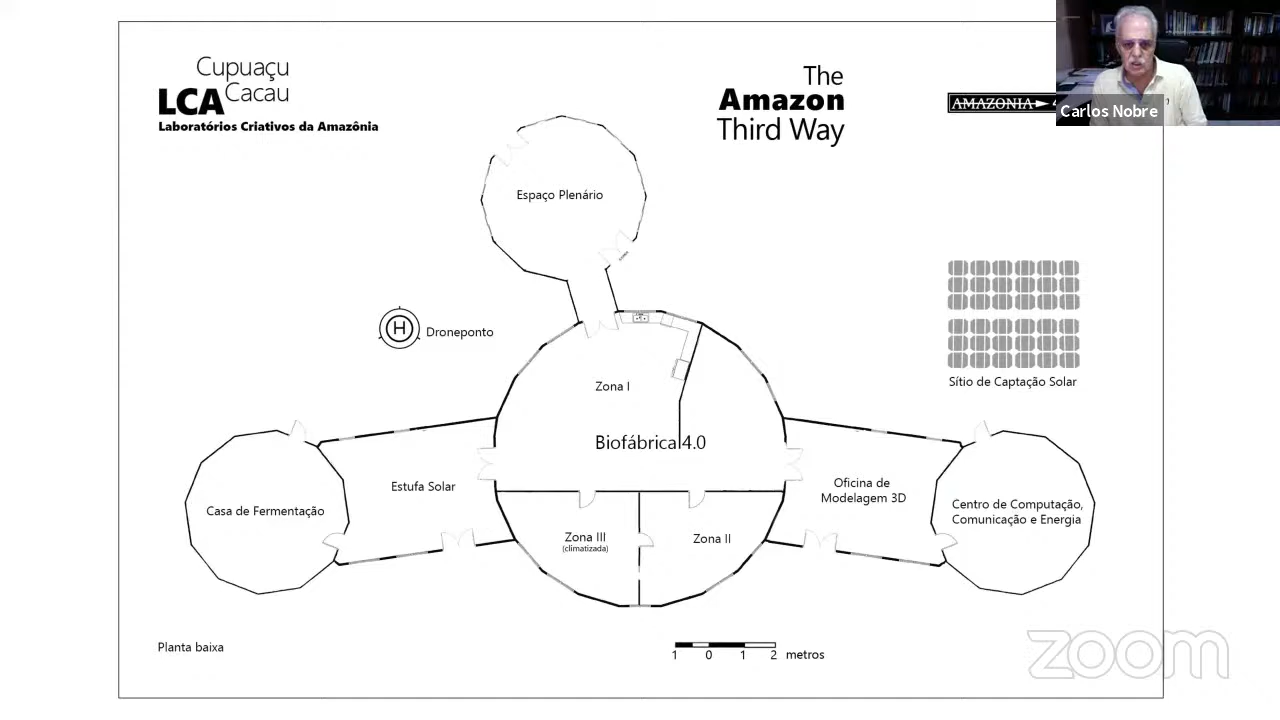 Cupuaçu
LCA Cacau
Laboratórios Criativos da Amazônia
The
Amazon
Third Way
AMAZONIA
Carlos Nobre
Espaço Plenário
H
Droneponto
Sítio de Captação Solar
Zona I
Biofábrica 4.0
Casa de Fermentação
Estufa Solar
Oficina de
Modelagem 3D
Centro de Computação,
Comunicação e Energia
Zona III
(climatizada)
Zona II
Planta baixa
1 0 1 2 metros
zoom